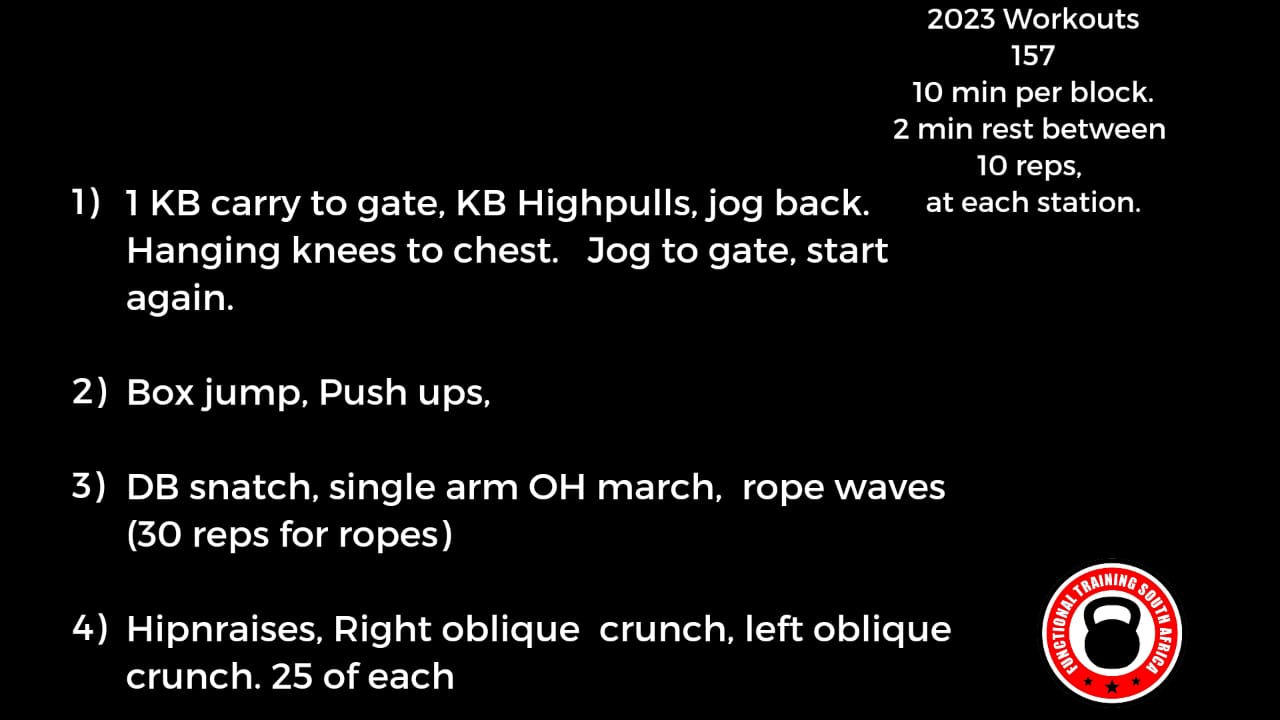 2023 Workouts
157
10 min per block.
2 min rest between
10 reps,
at each station.
1) 1 KB carry to gate, KB Highpulls, jog back.
Hanging knees to chest. Jog to gate, start
again.
2) Box jump, Push ups,
3) DB snatch, single arm OH march, rope waves
(30 reps for ropes)
4) Hipnraises, Right oblique crunch, left oblique
crunch. 25 of each
FUNCTIONAL TRAINING SOUTH AFRICA